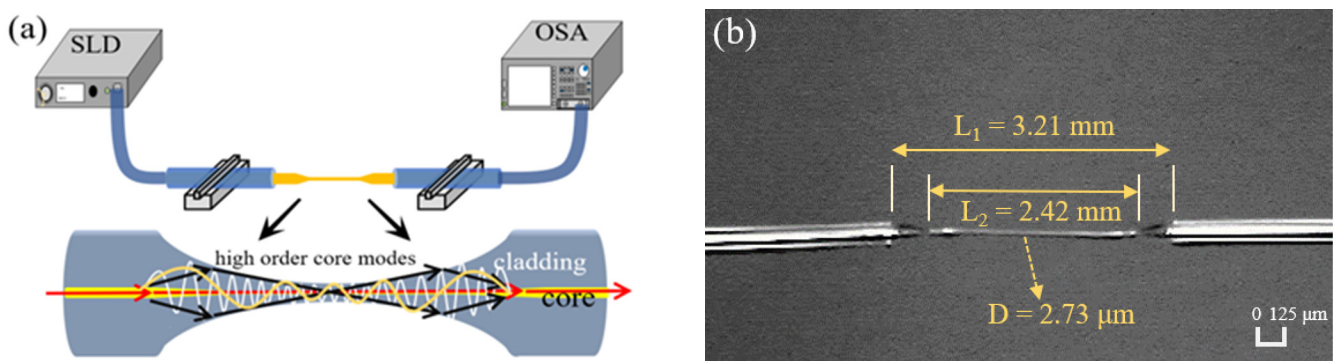 (a)
SLD
OSA
high order core modes
cladding
core
(b)
L₁ = 3.21 mm
L₂ = 2.42 mm
D = 2.73 μm
0 125 μm